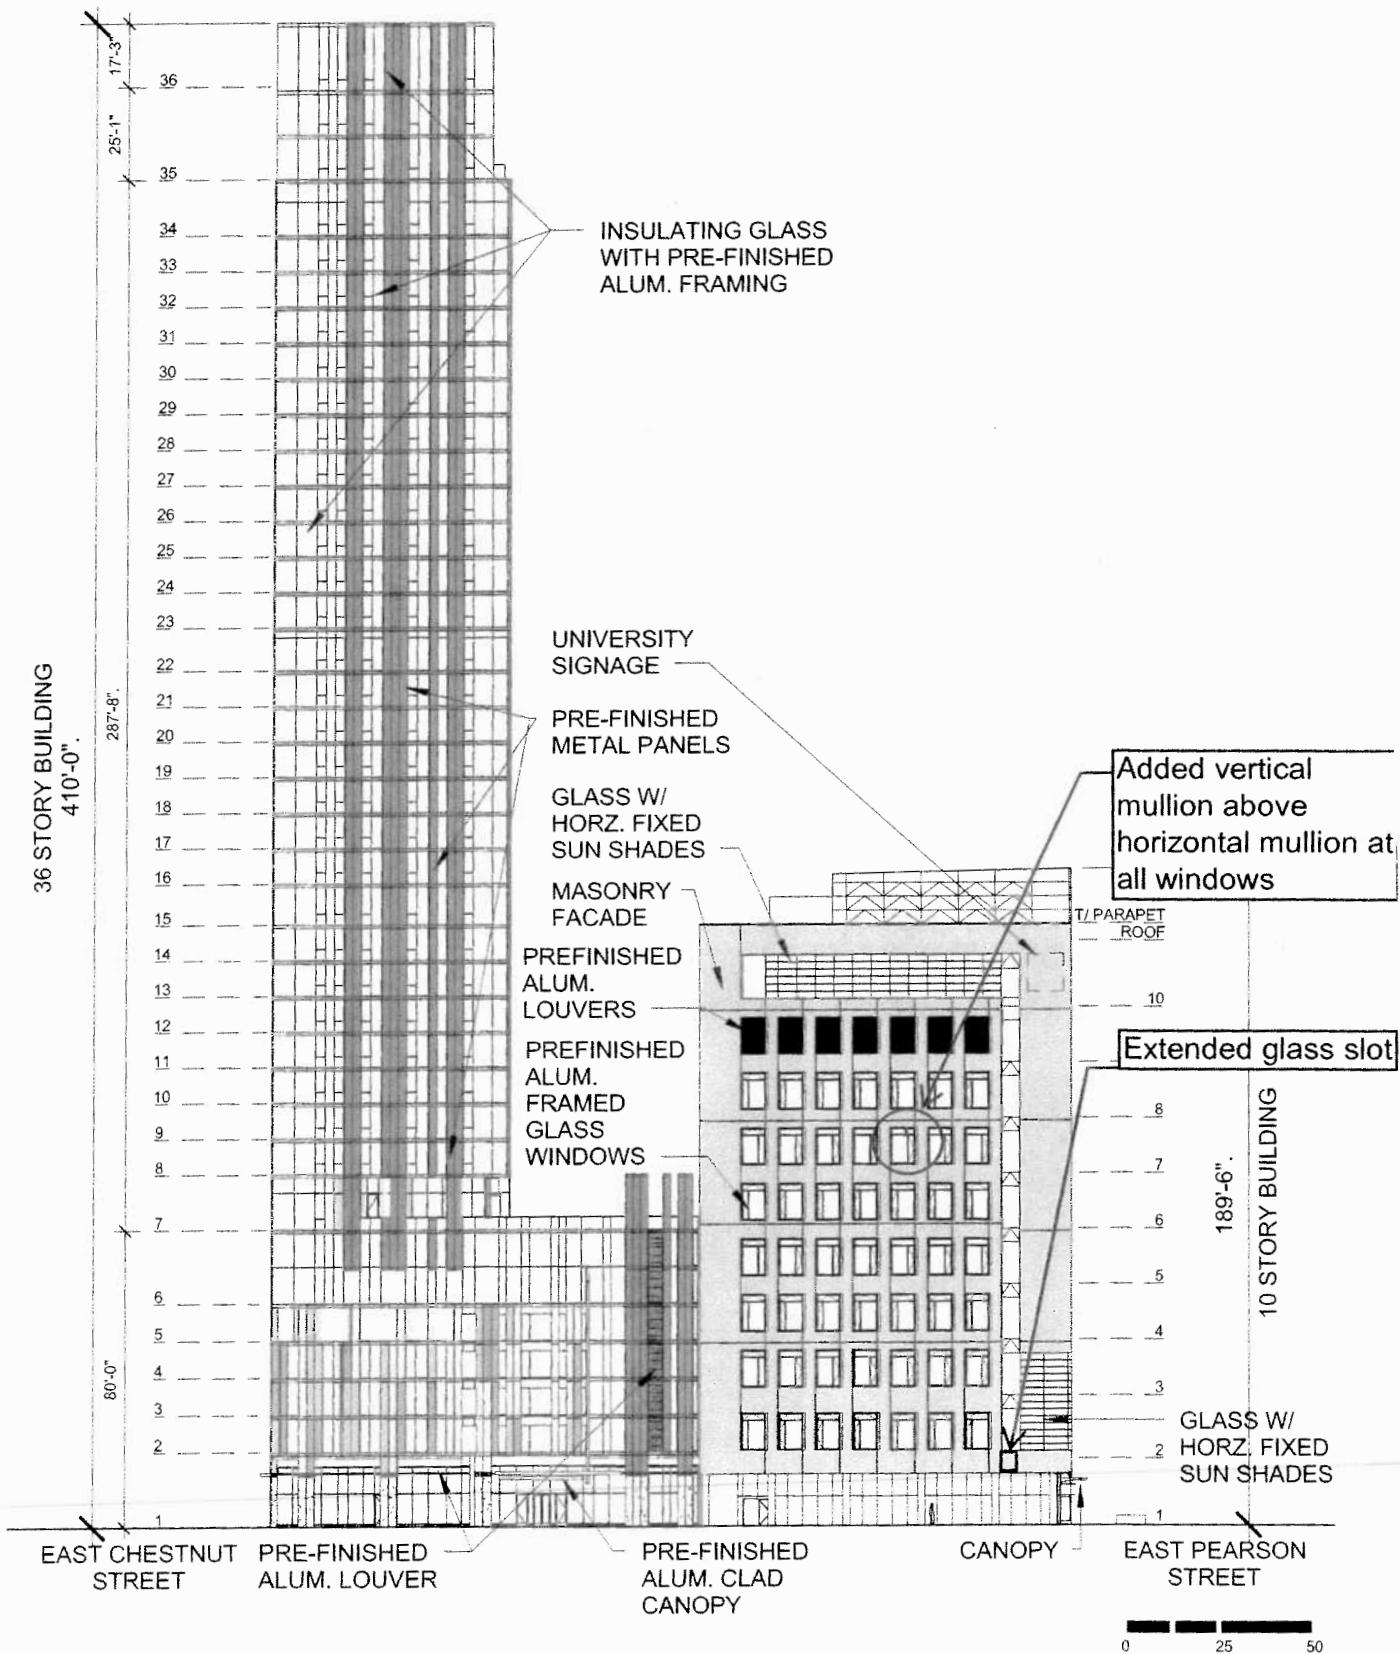 17'-3"
36
25'-1"
35
34
33
32
31
30
29
28
27
26
25
24
23
22
21
20
19
18
17
16
15
14
13
12
11
10
9
8
7
6
5
4
3
2
1
287'-8".
80'-0"
36 STORY BUILDING
410'-0".
INSULATING GLASS
WITH PRE-FINISHED
ALUM. FRAMING
UNIVERSITY
SIGNAGE
PRE-FINISHED
METAL PANELS
GLASS W/
HORZ. FIXED
SUN SHADES
MASONRY
FACADE
PREFINISHED
ALUM.
LOUVERS
PREFINISHED
ALUM.
FRAMED
GLASS
WINDOWS
Added vertical
mullion above
horizontal mullion at
all windows
T/ PARAPET
ROOF
10
Extended glass slot
8
7
6
5
4
3
2
1
189'-6".
10 STORY BUILDING
GLASS W/
HORZ. FIXED
SUN SHADES
EAST CHESTNUT
STREET
PRE-FINISHED
ALUM. LOUVER
PRE-FINISHED
ALUM. CLAD
CANOPY
CANOPY
EAST PEARSON
STREET
0 25 50